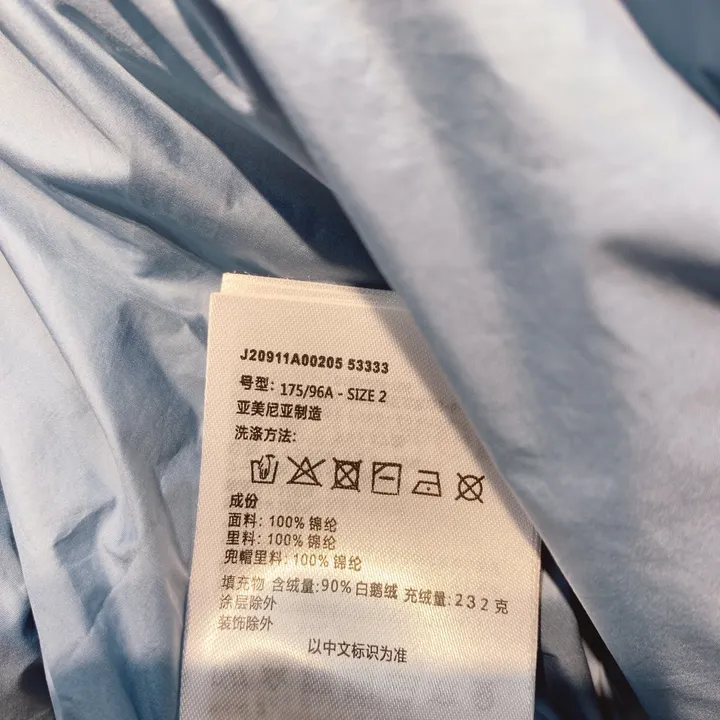 J20911A00205 53333
号型: 175/96A - SIZE 2
亚美尼亚制造
洗涤方法:
成份
面料: 100% 锦纶
里料: 100% 锦纶
兜帽里料: 100% 锦纶
填充物 含绒量:90% 白鹅绒 充绒量:232 克
涂层除外
装饰除外
以中文标识为准